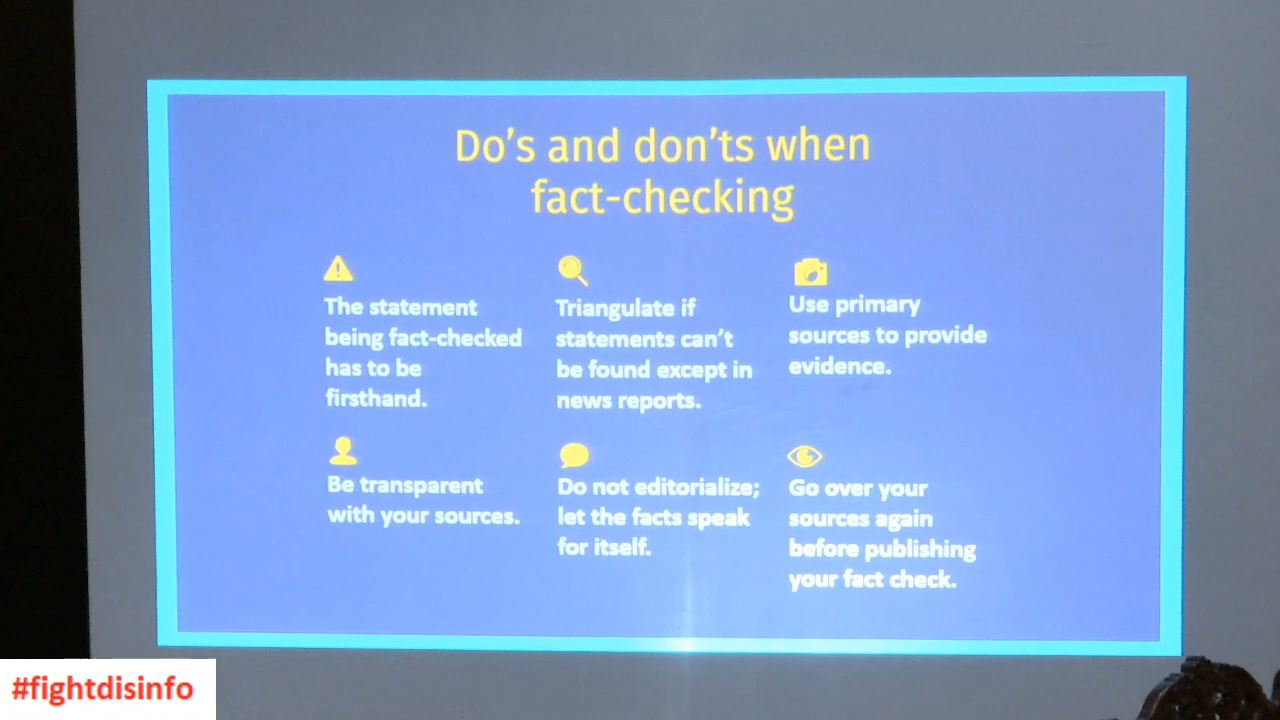 Do's and don'ts when
fact-checking
The statement
being fact-checked
has to be
firsthand.
Triangulate if
statements can't
be found except in
news reports.
Use primary
sources to provide
evidence.
Be transparent
with your sources.
Do not editorialize;
let the facts speak
for itself.
Go over your
sources again
before publishing
your fact check.
#fightdisinfo